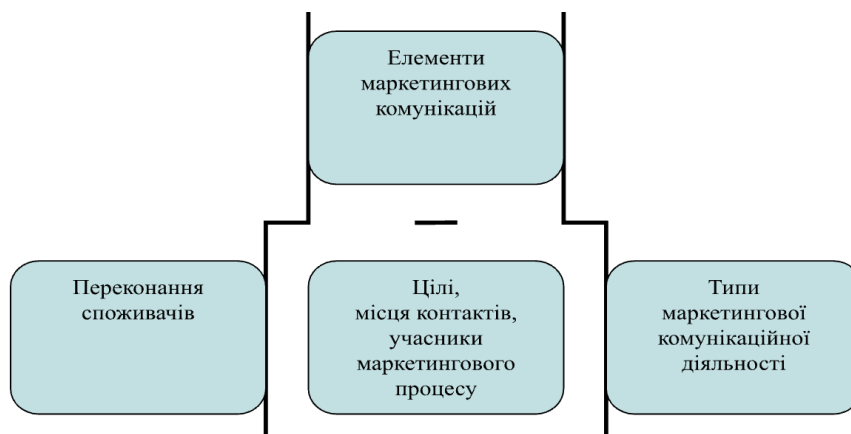 Елементи
маркетингових
комунікацій
Переконання
споживачів
Цілі,
місця контактів,
учасники
маркетингового
процесу
Типи
маркетингової
комунікаційної
діяльності